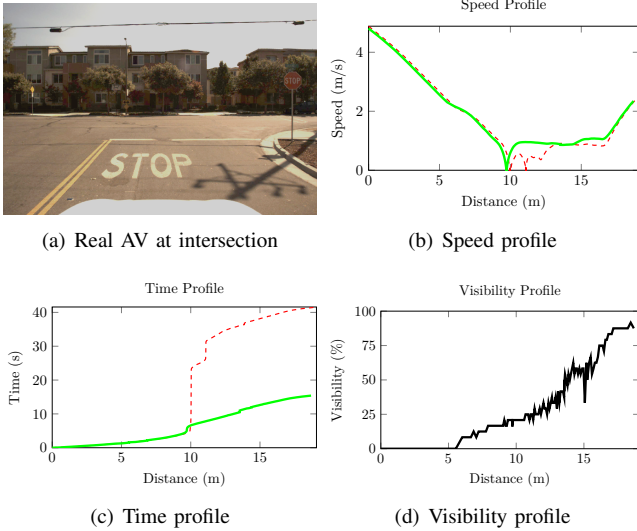 STOP
STOP
(a) Real AV at intersection
Speed Profile
Speed (m/s)
4
2
0
0 5 10 15
Distance (m)
(b) Speed profile
Time Profile
Time (s)
40
30
20
10
0
0 5 10 15
Distance (m)
(c) Time profile
Visibility Profile
Visibility (%)
100
75
50
25
0
0 5 10 15
Distance (m)
(d) Visibility profile